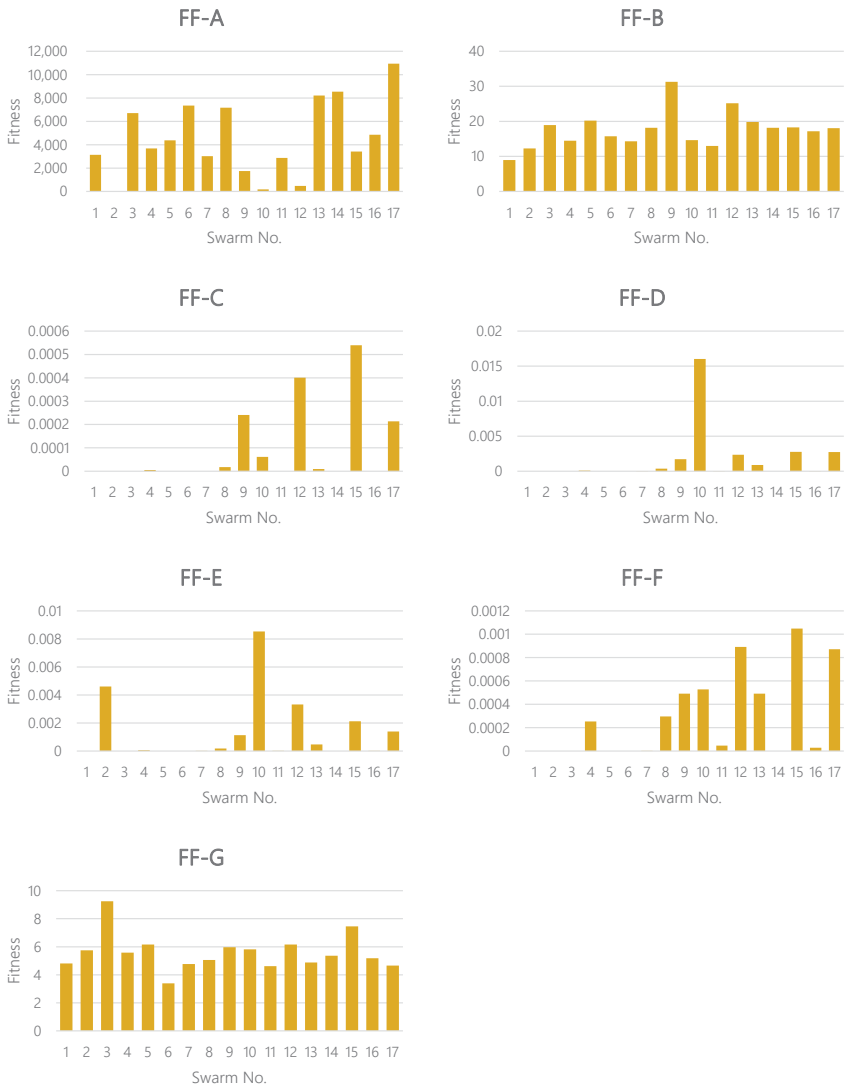 FF-A
12,000
10,000
8,000
6,000
4,000
2,000
0
Fitness
1 2 3 4 5 6 7 8 9 10 11 12 13 14 15 16 17
Swarm No.
FF-B
40
30
20
10
0
Fitness
1 2 3 4 5 6 7 8 9 10 11 12 13 14 15 16 17
Swarm No.
FF-C
0.0006
0.0005
0.0004
0.0003
0.0002
0.0001
0
Fitness
1 2 3 4 5 6 7 8 9 10 11 12 13 14 15 16 17
Swarm No.
FF-D
0.02
0.015
0.01
0.005
0
Fitness
1 2 3 4 5 6 7 8 9 10 11 12 13 14 15 16 17
Swarm No.
FF-E
0.01
0.008
0.006
0.004
0.002
0
Fitness
1 2 3 4 5 6 7 8 9 10 11 12 13 14 15 16 17
Swarm No.
FF-F
0.0012
0.001
0.0008
0.0006
0.0004
0.0002
0
Fitness
1 2 3 4 5 6 7 8 9 10 11 12 13 14 15 16 17
Swarm No.
FF-G
10
8
6
4
2
0
Fitness
1 2 3 4 5 6 7 8 9 10 11 12 13 14 15 16 17
Swarm No.